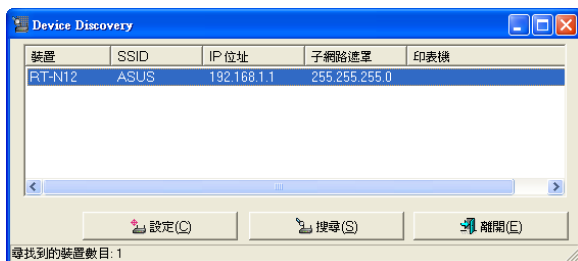 Device Discovery
裝置 SSID IP 位址 子網路遮罩 印表機
RT-N12 ASUS 192.168.1.1 255.255.255.0
設定(C) 搜尋(S) 離開(E)
尋找到的裝置數目: 1